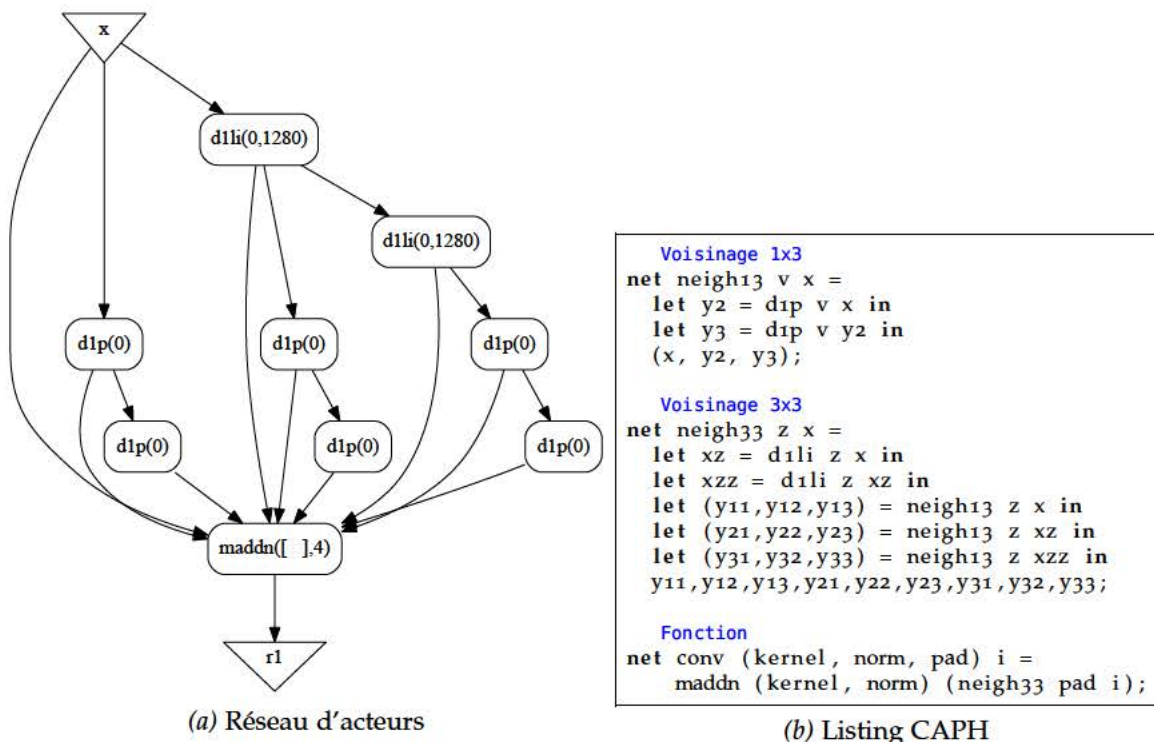 x
d1li(0,1280)
d1li(0,1280)
d1p(0)
d1p(0)
d1p(0)
d1p(0)
d1p(0)
d1p(0)
maddn([ ],4)
r1
(a) Réseau d'acteurs
Voisinage 1x3
net neigh13 v x =
let y2 = d1p v x in
let y3 = d1p v y2 in
(x, y2, y3);
Voisinage 3x3
net neigh33 z x =
let xz = d1li z x in
let xzz = d1li z xz in
let (y11,y12,y13) = neigh13 z x in
let (y21,y22,y23) = neigh13 z xz in
let (y31,y32,y33) = neigh13 z xzz in
y11,y12,y13,y21,y22,y23,y31,y32,y33;
Fonction
net conv (kernel, norm, pad) i =
maddn (kernel, norm) (neigh33 pad i);
(b) Listing CAPH